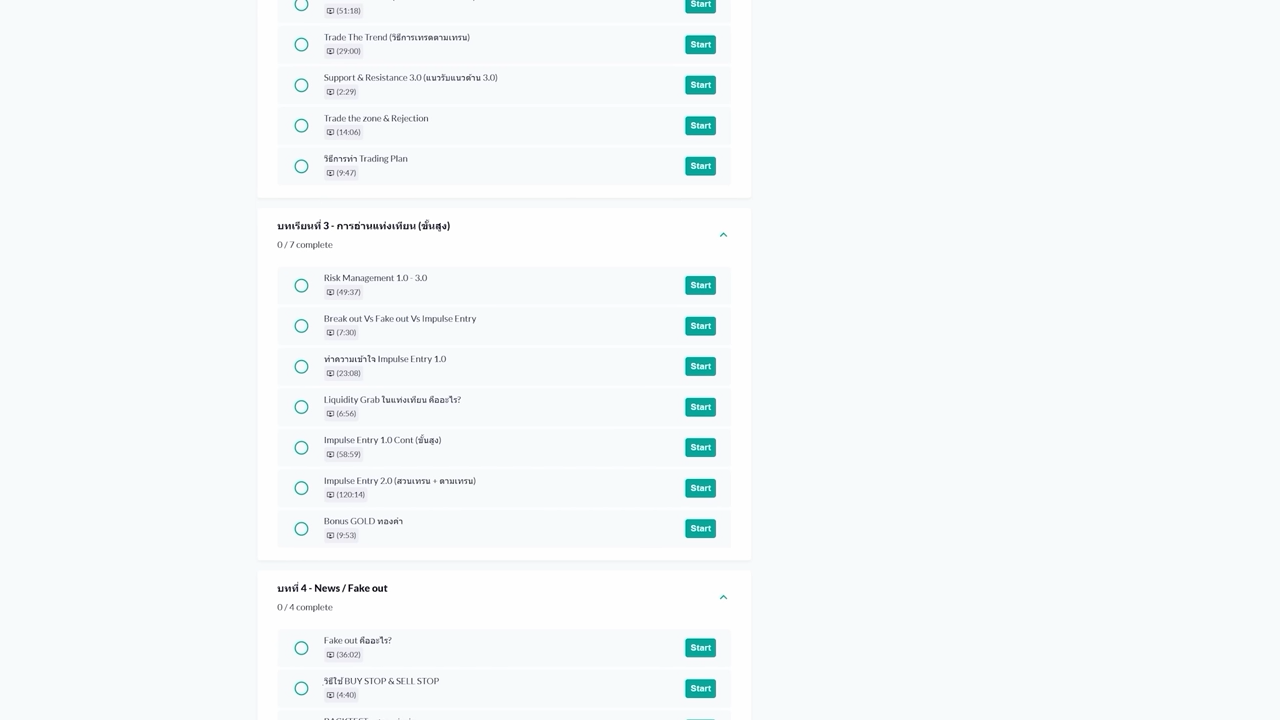 (51:18)
Start
Trade The Trend (วิธีการเทรดตามเทรน)
(29:00)
Start
Support & Resistance 3.0 (แนวรับแนวต้าน 3.0)
(2:29)
Start
Trade the zone & Rejection
(14:06)
Start
วิธีการทำ Trading Plan
(9:47)
Start
บทเรียนที่ 3 - การอ่านแท่งเทียน (ขั้นสูง)
0 / 7 complete
Risk Management 1.0 - 3.0
(49:37)
Start
Break out Vs Fake out Vs Impulse Entry
(7:30)
Start
ทำความเข้าใจ Impulse Entry 1.0
(23:08)
Start
Liquidity Grab ในแท่งเทียน คืออะไร?
(6:56)
Start
Impulse Entry 1.0 Cont (ขั้นสูง)
(58:59)
Start
Impulse Entry 2.0 (สวนเทรน + ตามเทรน)
(120:14)
Start
Bonus GOLD ทองคำ
(9:53)
Start
บทที่ 4 - News / Fake out
0 / 4 complete
Fake out คืออะไร?
(36:02)
Start
วิธีใช้ BUY STOP & SELL STOP
(4:40)
Start